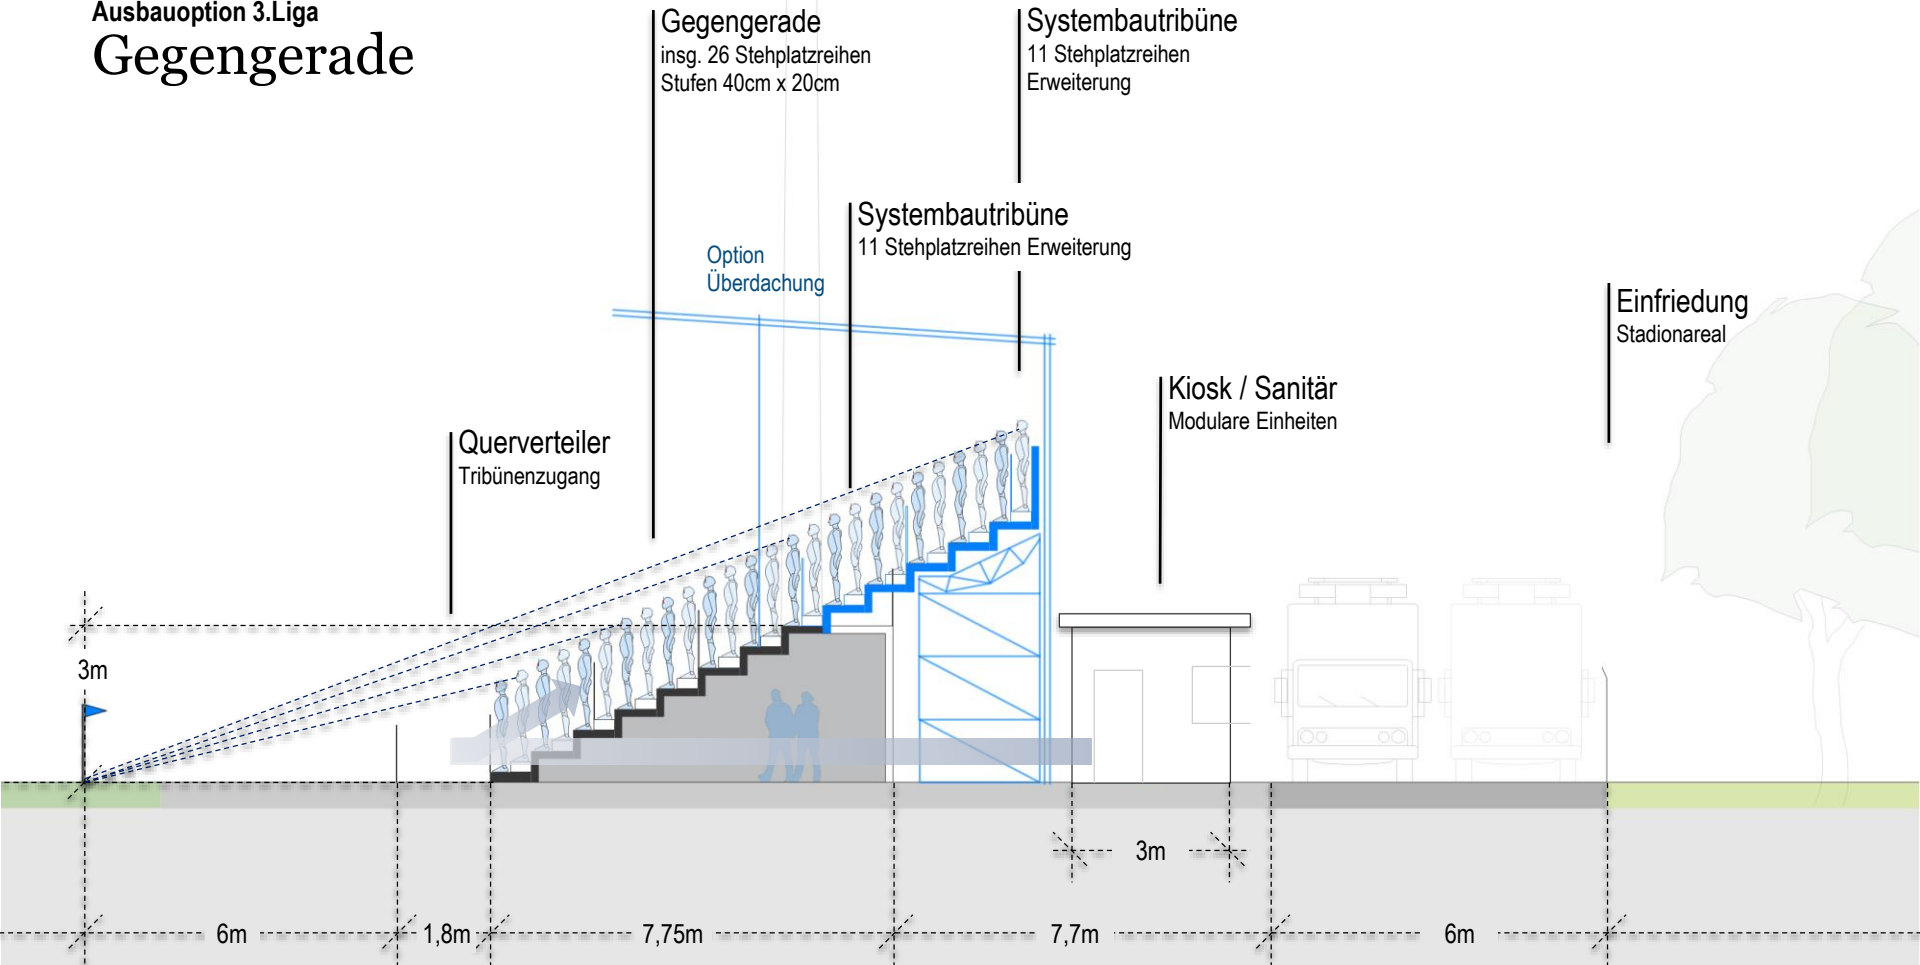 Ausbauoption 3.Liga
Gegengerade
Gegengerade
insg. 26 Stehplatzreihen
Stufen 40cm x 20cm
Systembautribüne
11 Stehplatzreihen
Erweiterung
Systembautribüne
11 Stehplatzreihen Erweiterung
Option
Überdachung
Einfriedung
Stadionareal
Kiosk / Sanitär
Modulare Einheiten
Querverteiler
Tribünenzugang
3m
3m
6m
1,8m
7,75m
7,7m
6m